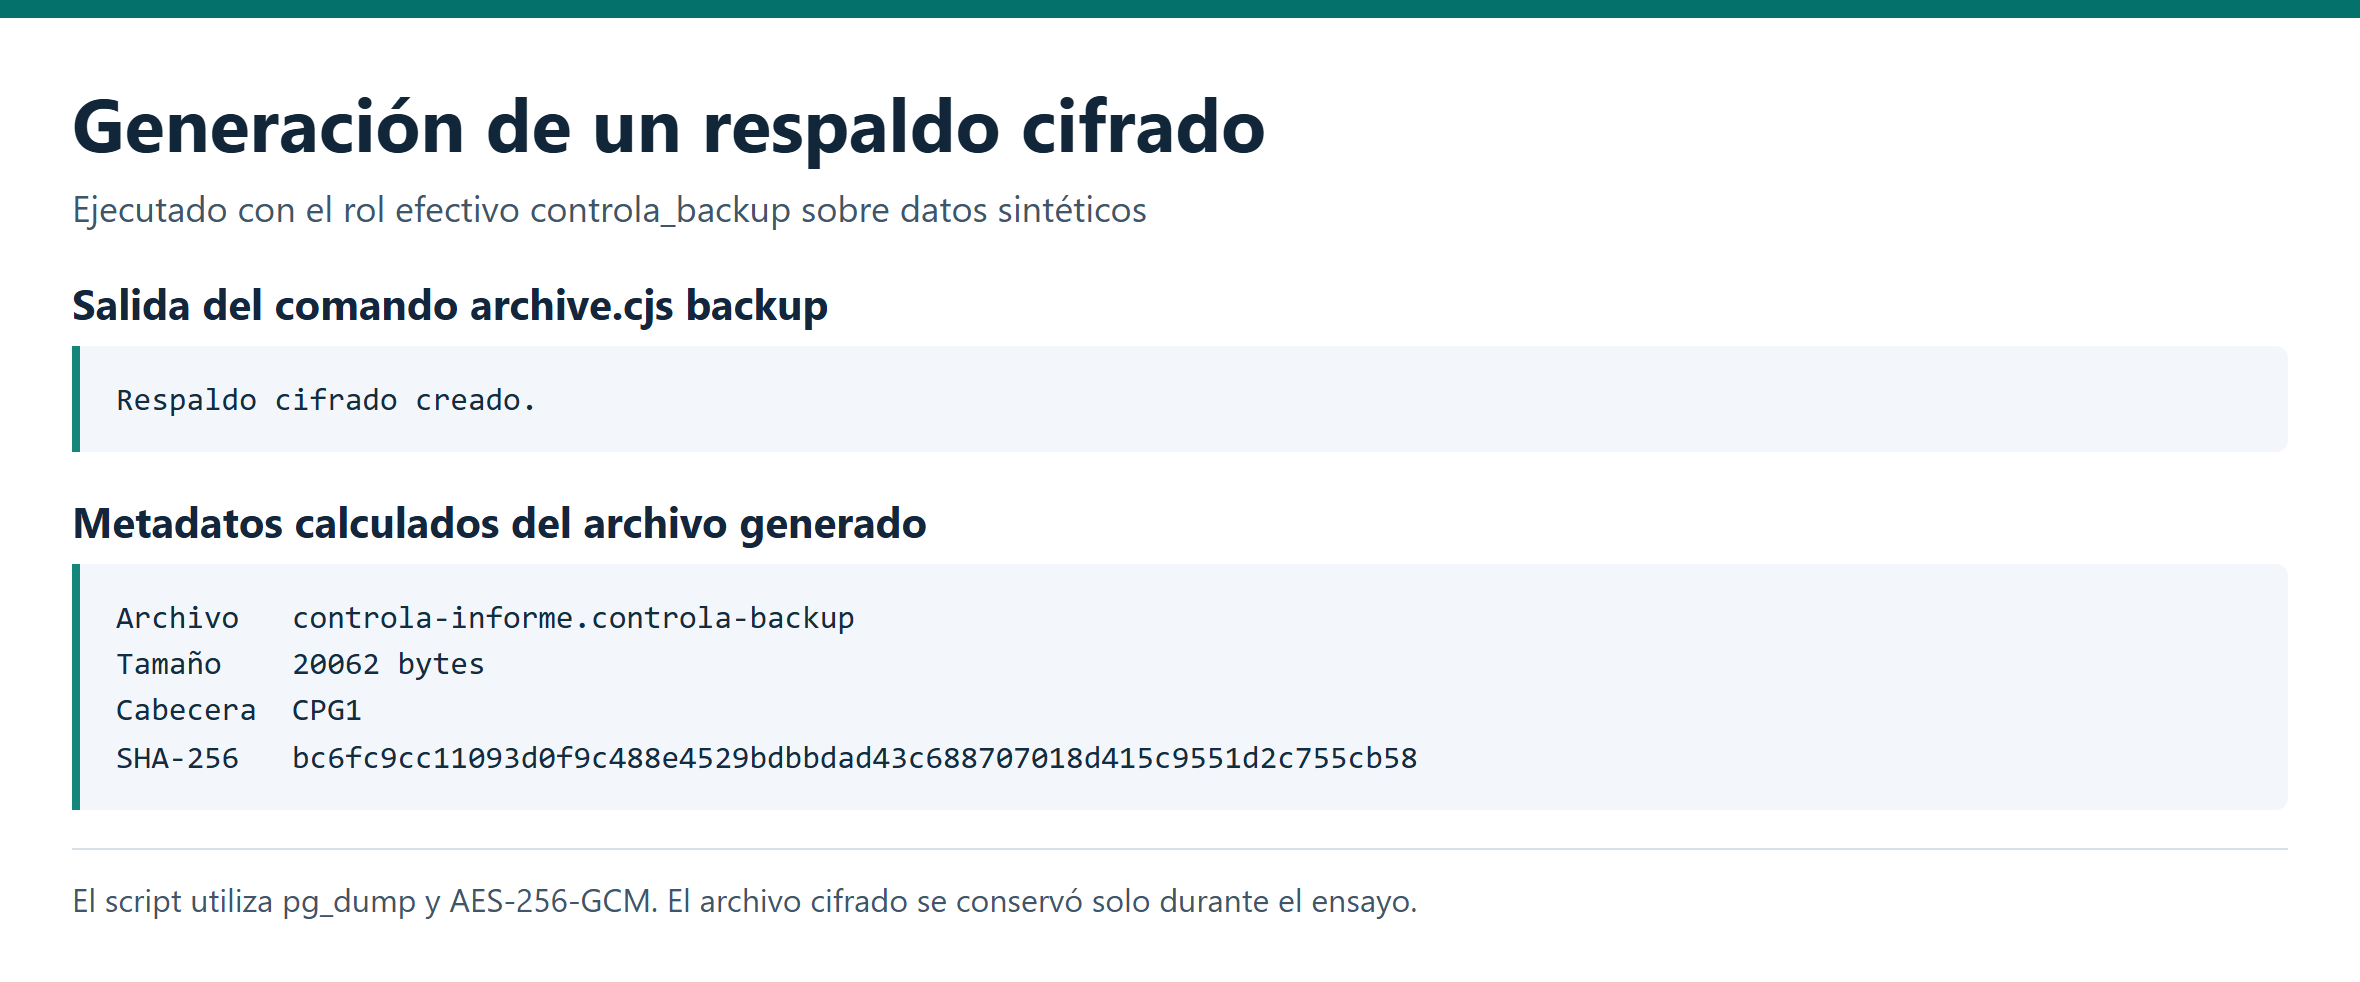 Generación de un respaldo cifrado
Ejecutado con el rol efectivo controla_backup sobre datos sintéticos
Salida del comando archive.cjs backup
Respaldo cifrado creado.
Metadatos calculados del archivo generado
Archivo controla-informe.controla-backup
Tamaño 20062 bytes
Cabecera CPG1
SHA-256 bc6fc9cc11093d0f9c488e4529bdbbdad43c688707018d415c9551d2c755cb58
El script utiliza pg_dump y AES-256-GCM. El archivo cifrado se conservó solo durante el ensayo.